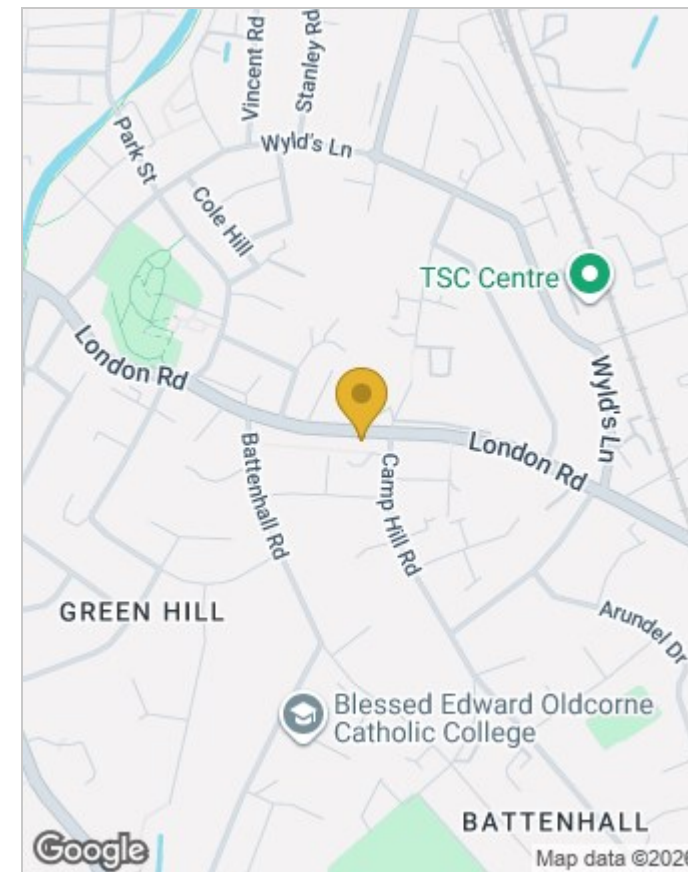 Vincent Rd
Stanley Rd
Park St
Wyld's Ln
Cole Hill
TSC Centre
London Rd
Wyld's Ln
London Rd
Battenhall Rd
Camp Hill Rd
GREEN HILL
Arundel Dr
Blessed Edward Oldcorne
Catholic College
BATTENHALL
Google
Map data ©2026